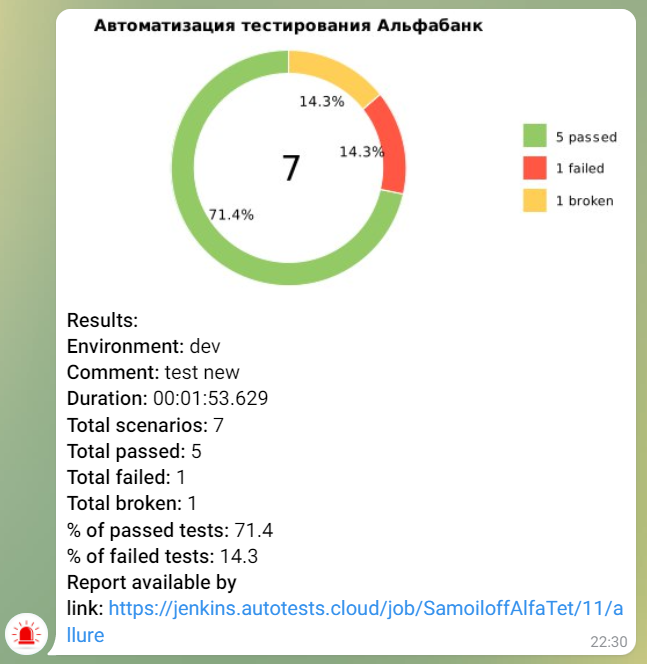 Автоматизация тестирования Альфабанк
14.3%
14.3%
7
71.4%
5 passed
1 failed
1 broken
Results:
Environment: dev
Comment: test new
Duration: 00:01:53.629
Total scenarios: 7
Total passed: 5
Total failed: 1
Total broken: 1
% of passed tests: 71.4
% of failed tests: 14.3
Report available by
link: https://jenkins.autotests.cloud/job/SamoiloffAlfaTet/11/a
llure
22:30